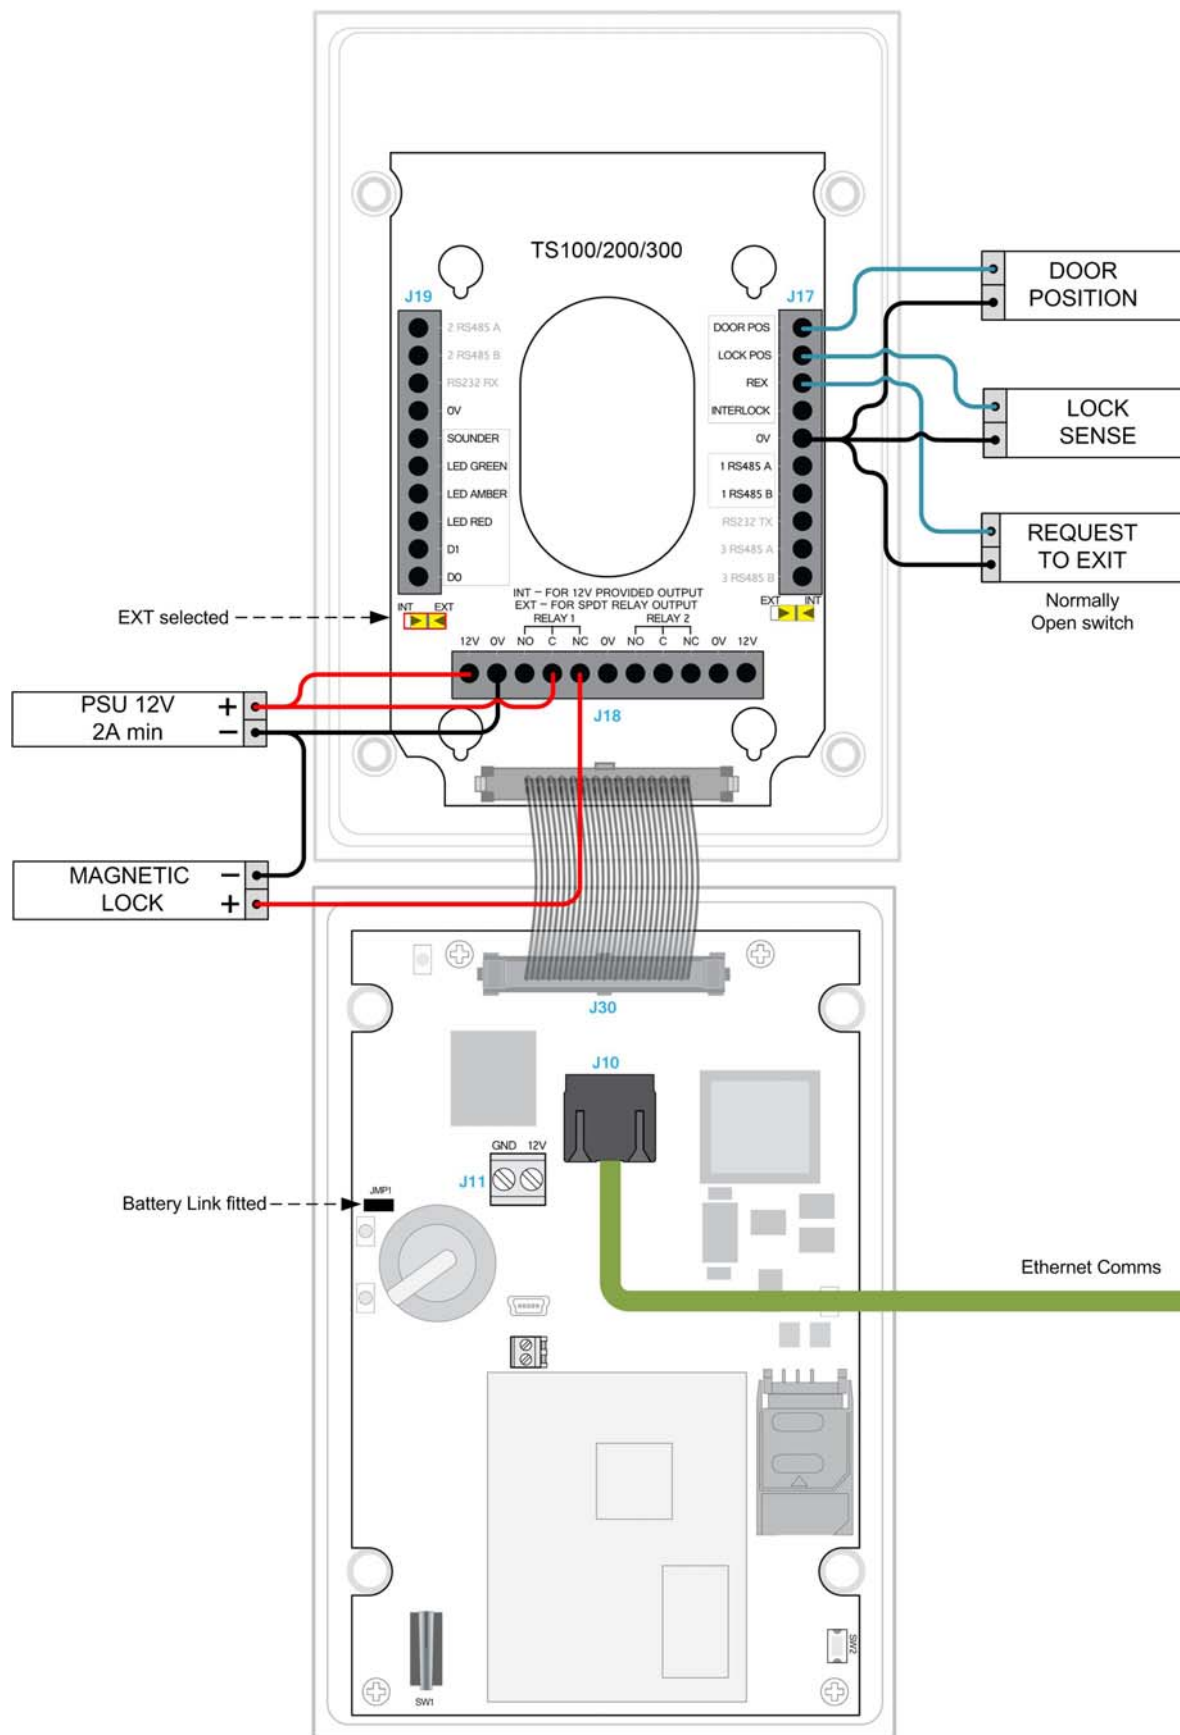 TS100/200/300
J19
2 RS485 A
2 RS485 B
RS232 RX
0V
SOUNDER
LED GREEN
LED AMBER
LED RED
D1
D0
J17
DOOR POS
LOCK POS
REX
INTERLOCK
0V
1 RS485 A
1 RS485 B
RS232 TX
3 RS485 A
3 RS485 B
DOOR
POSITION
LOCK
SENSE
REQUEST
TO EXIT
Normally
Open switch
EXT selected
INT EXT
INT – FOR 12V PROVIDED OUTPUT
EXT – FOR SPDT RELAY OUTPUT
EXT INT
RELAY 1 RELAY 2
12V 0V NO C NC 0V NO C NC 0V 12V
J18
PSU 12V +
2A min –
MAGNETIC –
LOCK +
J30
J10
GND 12V
J11
Battery Link fitted
JMP1
Ethernet Comms
SW2
SW1